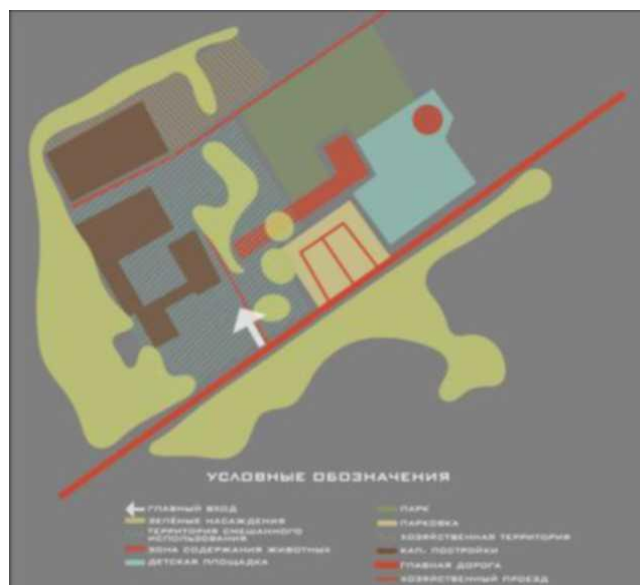 УСЛОВНЫЕ ОБОЗНАЧЕНИЯ
ГЛАВНЫЙ ВХОД
ЗЕЛЁНЫЕ НАСАЖДЕНИЯ
ТЕРРИТОРИЯ СМЕШАННОГО
ИСПОЛЬЗОВАНИЯ
ЗОНА СОДЕРЖАНИЯ ЖИВОТНЫХ
ДЕТСКАЯ ПЛОЩАДКА
ПАРК
ПАРКОВКА
ХОЗЯЙСТВЕННАЯ ТЕРРИТОРИЯ
КАП. ПОСТРОЙКИ
ГЛАВНАЯ ДОРОГА
ХОЗЯЙСТВЕННЫЙ ПРОЕЗД